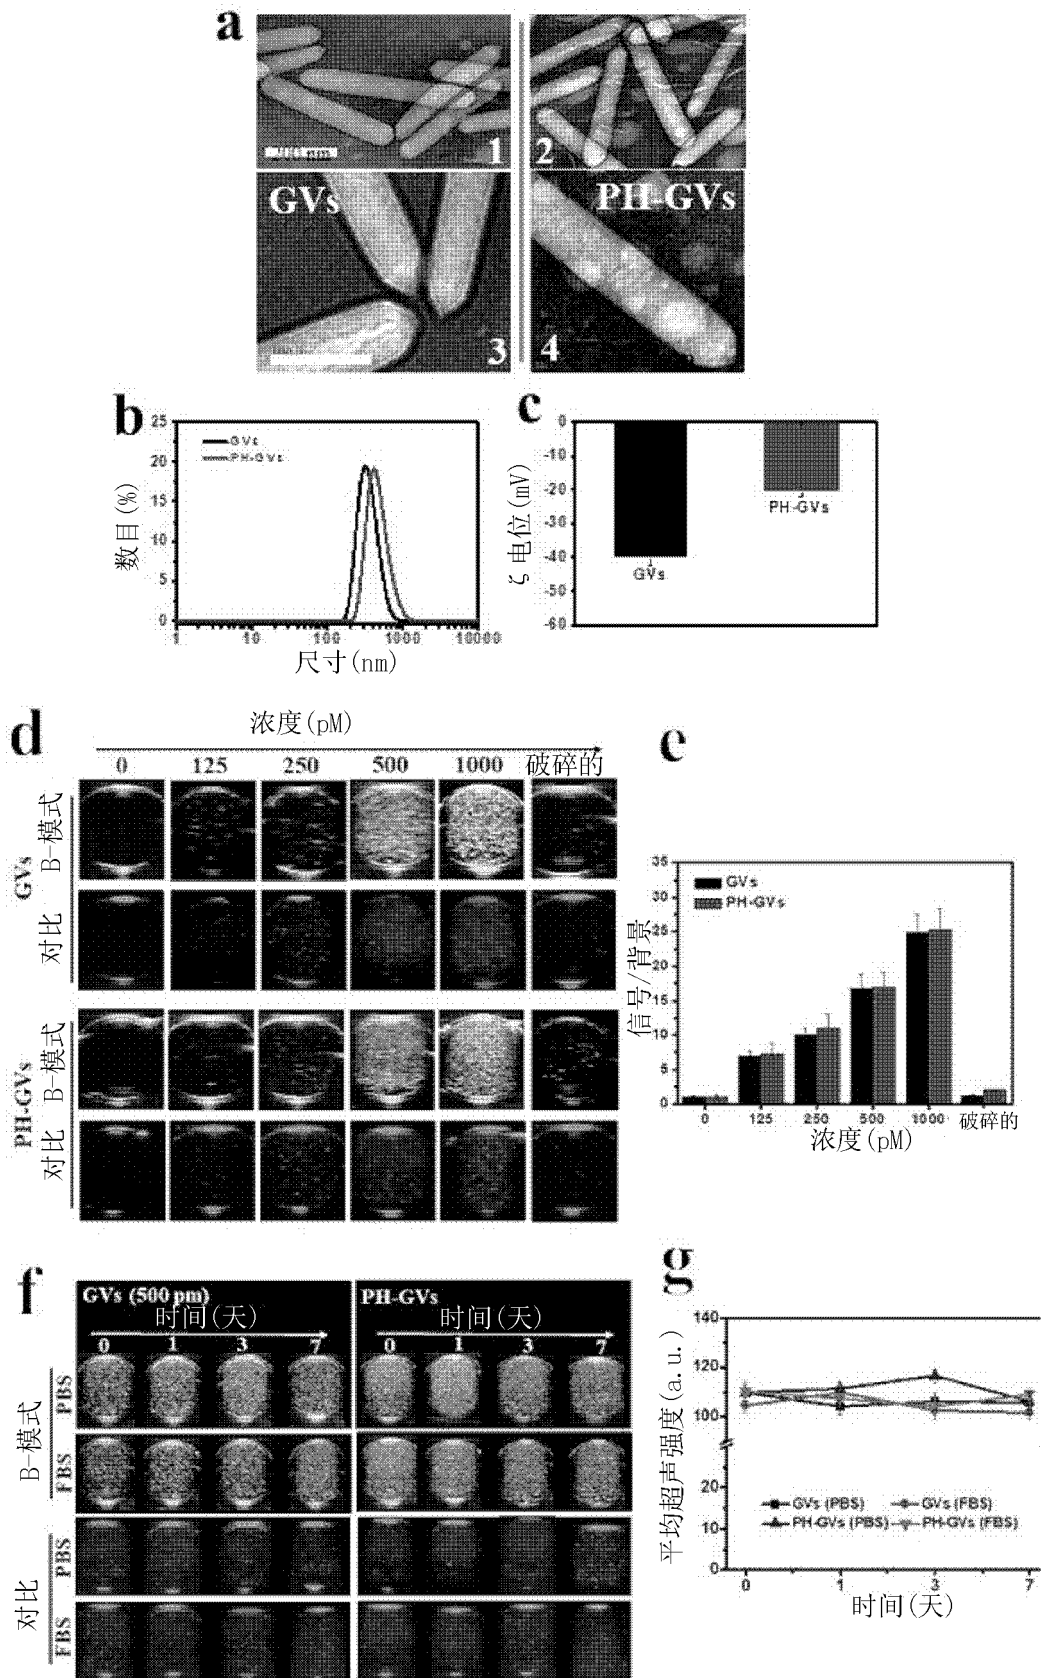 a
1
2
GVs
PH-GVs
3
4
b
25
20
15
10
5
0
GVs
PH-GVs
数目(%)
1
10
100
1000
10000
尺寸(nm)
c
0
-10
-20
-30
-40
-50
-60
ζ电位(mV)
GVs
PH-GVs
d
浓度(pM)
0 125 250 500 1000 破碎的
GVs
B-模式
对比
PH-GVs
B-模式
对比
e
35
30
25
20
15
10
5
0
GVs
PH-GVs
信号/背景
0 125 250 500 1000 破碎的
浓度(pM)
f
GVs (500 pm)
时间(天)
0 1 3 7
PH-GVs
时间(天)
0 1 3 7
B-模式
PBS
FBS
对比
PBS
FBS
g
140
120
100
20
10
0
平均超声强度(a.u.)
GVs (PBS)
GVs (FBS)
PH-GVs (PBS)
PH-GVs (FBS)
0 1 3 7
时间(天)